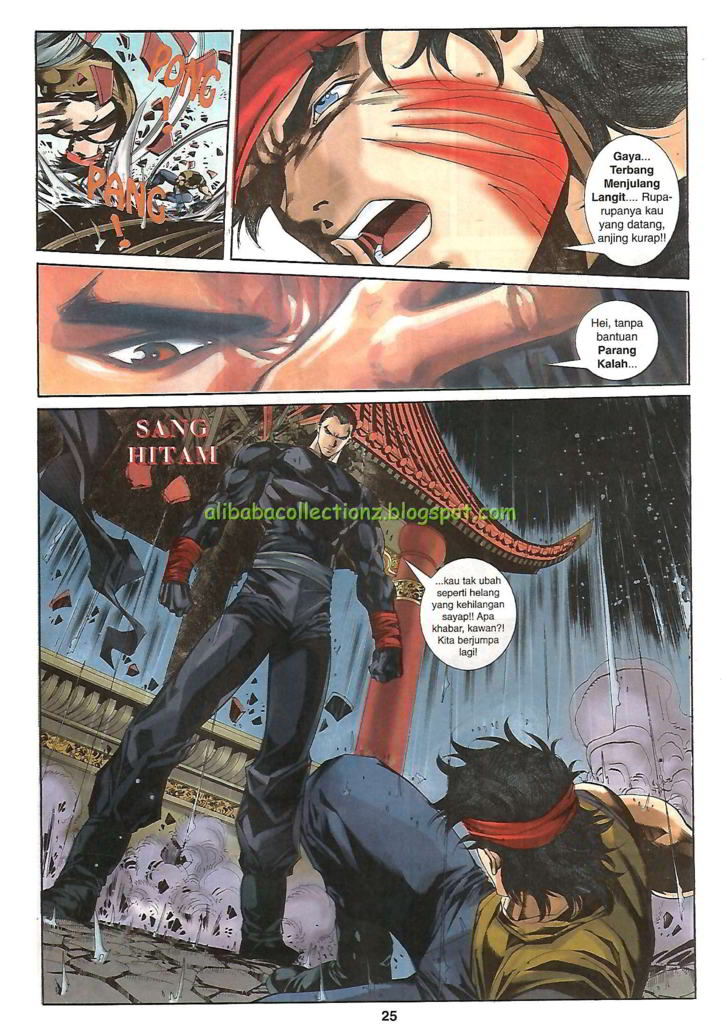 PONG
!
PANG
!
Gaya...
Terbang
Menjulang
Langit.... Rupa-
rupanya kau
yang datang,
anjing kurap!!
Hei, tanpa
bantuan
Parang
Kalah...
SANG
HITAM
alibabacollectionz.blogspot.com
...kau tak ubah
seperti helang
yang kehilangan
sayap!! Apa
khabar, kawan?!
Kita berjumpa
lagi!
25